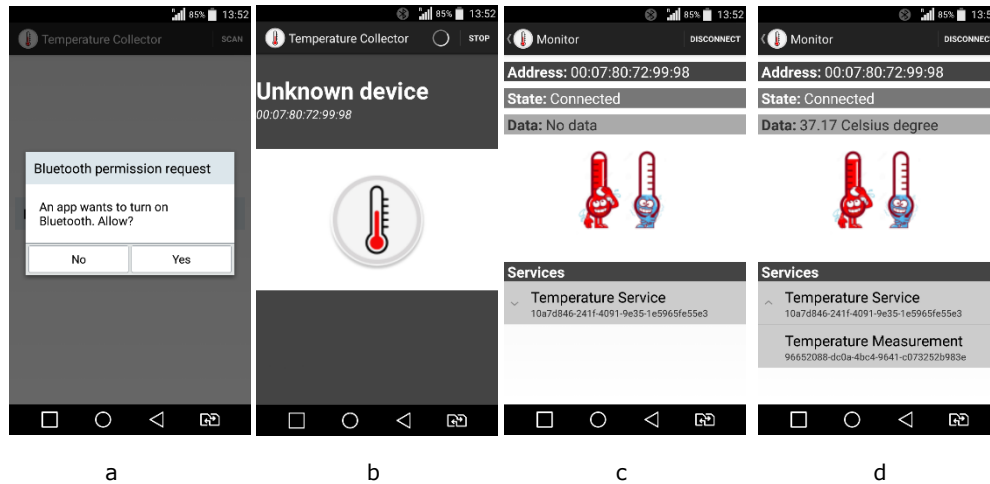 85% 13:52
Temperature Collector SCAN
Bluetooth permission request
An app wants to turn on
Bluetooth. Allow?
No Yes
a
85% 13:52
Temperature Collector STOP
Unknown device
00:07:80:72:99:98
b
85% 13:52
Monitor DISCONNECT
Address: 00:07:80:72:99:98
State: Connected
Data: No data
Services
Temperature Service
10a7d846-241f-4091-9e35-1e5965fe55e3
c
85% 13:5
Monitor DISCONNEC
Address: 00:07:80:72:99:98
State: Connected
Data: 37.17 Celsius degree
Services
Temperature Service
10a7d846-241f-4091-9e35-1e5965fe55e3
Temperature Measurement
96652088-dc0a-4bc4-9641-c073252b983e
d